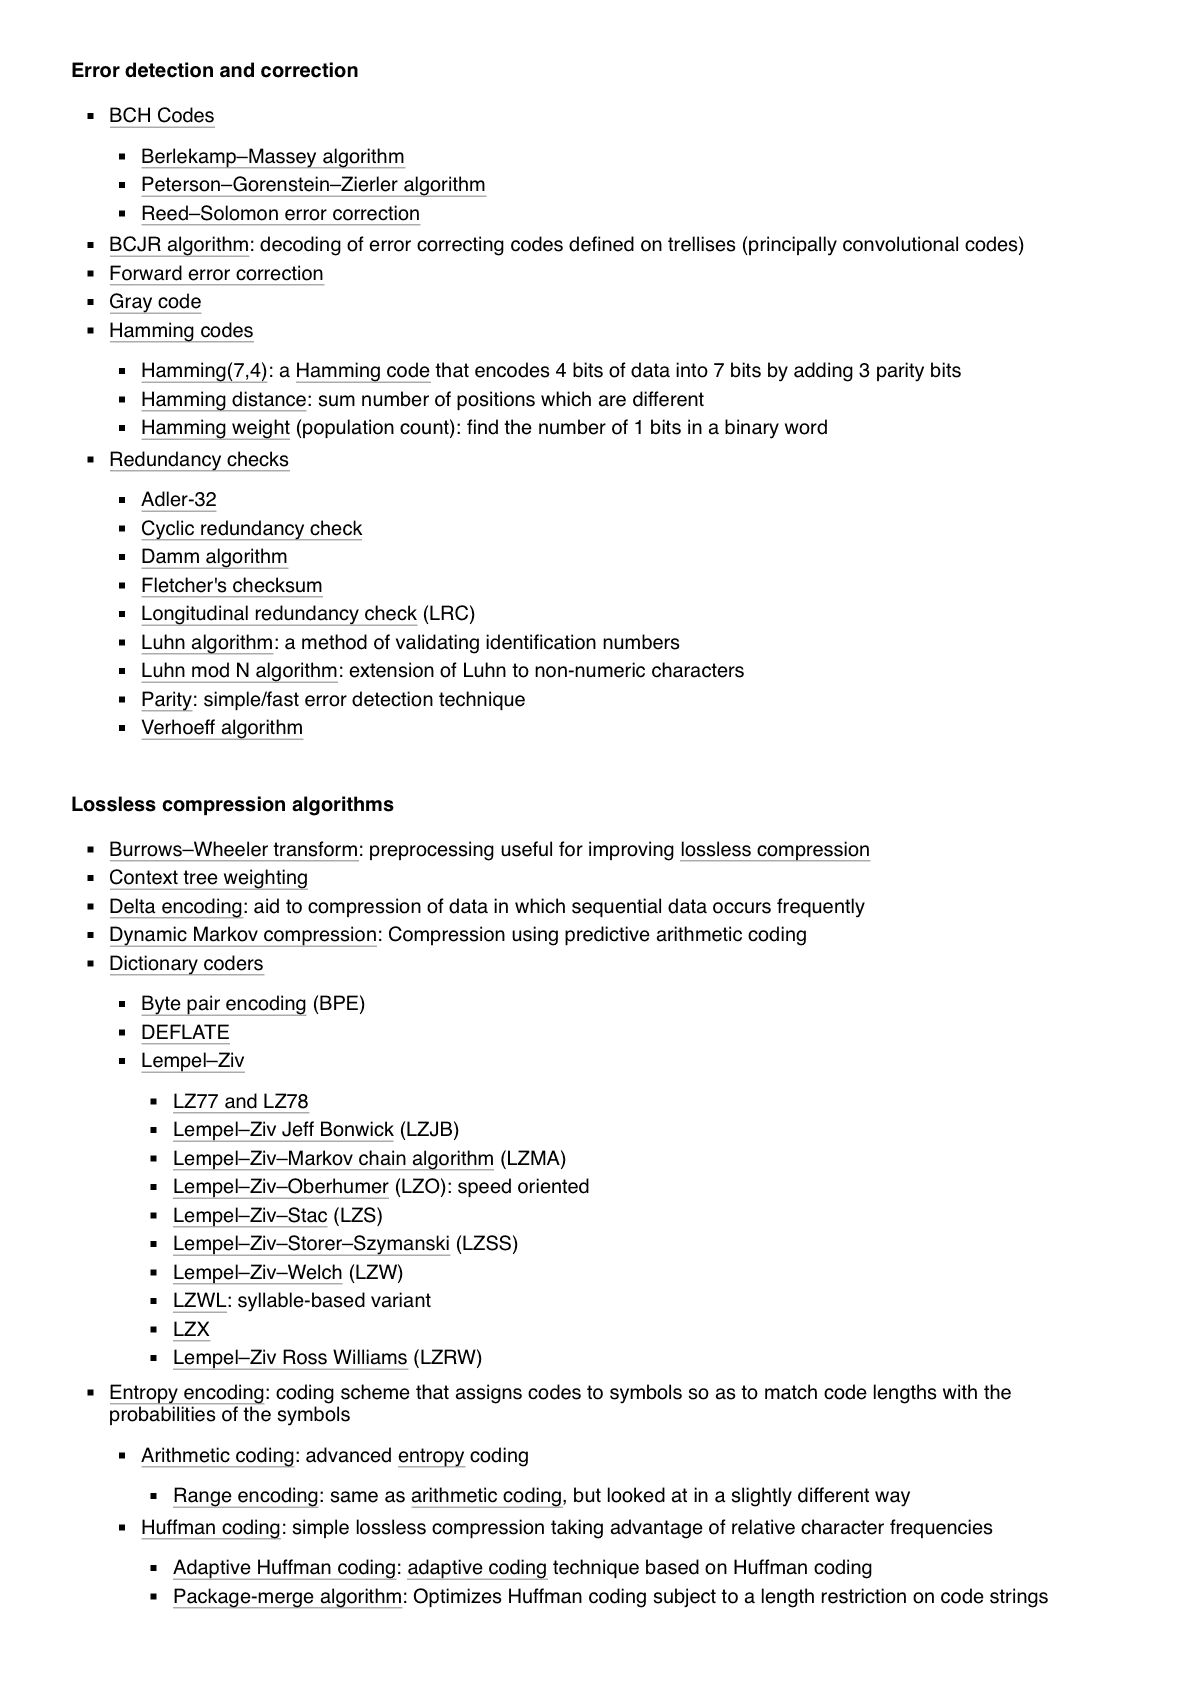 Error detection and correction
▪ BCH Codes
▪ Berlekamp–Massey algorithm
▪ Peterson–Gorenstein–Zierler algorithm
▪ Reed–Solomon error correction
▪ BCJR algorithm: decoding of error correcting codes defined on trellises (principally convolutional codes)
▪ Forward error correction
▪ Gray code
▪ Hamming codes
▪ Hamming(7,4): a Hamming code that encodes 4 bits of data into 7 bits by adding 3 parity bits
▪ Hamming distance: sum number of positions which are different
▪ Hamming weight (population count): find the number of 1 bits in a binary word
▪ Redundancy checks
▪ Adler-32
▪ Cyclic redundancy check
▪ Damm algorithm
▪ Fletcher's checksum
▪ Longitudinal redundancy check (LRC)
▪ Luhn algorithm: a method of validating identification numbers
▪ Luhn mod N algorithm: extension of Luhn to non-numeric characters
▪ Parity: simple/fast error detection technique
▪ Verhoeff algorithm
Lossless compression algorithms
▪ Burrows–Wheeler transform: preprocessing useful for improving lossless compression
▪ Context tree weighting
▪ Delta encoding: aid to compression of data in which sequential data occurs frequently
▪ Dynamic Markov compression: Compression using predictive arithmetic coding
▪ Dictionary coders
▪ Byte pair encoding (BPE)
▪ DEFLATE
▪ Lempel–Ziv
▪ LZ77 and LZ78
▪ Lempel–Ziv Jeff Bonwick (LZJB)
▪ Lempel–Ziv–Markov chain algorithm (LZMA)
▪ Lempel–Ziv–Oberhumer (LZO): speed oriented
▪ Lempel–Ziv–Stac (LZS)
▪ Lempel–Ziv–Storer–Szymanski (LZSS)
▪ Lempel–Ziv–Welch (LZW)
▪ LZWL: syllable-based variant
▪ LZX
▪ Lempel–Ziv Ross Williams (LZRW)
▪ Entropy encoding: coding scheme that assigns codes to symbols so as to match code lengths with the
probabilities of the symbols
▪ Arithmetic coding: advanced entropy coding
▪ Range encoding: same as arithmetic coding, but looked at in a slightly different way
▪ Huffman coding: simple lossless compression taking advantage of relative character frequencies
▪ Adaptive Huffman coding: adaptive coding technique based on Huffman coding
▪ Package-merge algorithm: Optimizes Huffman coding subject to a length restriction on code strings